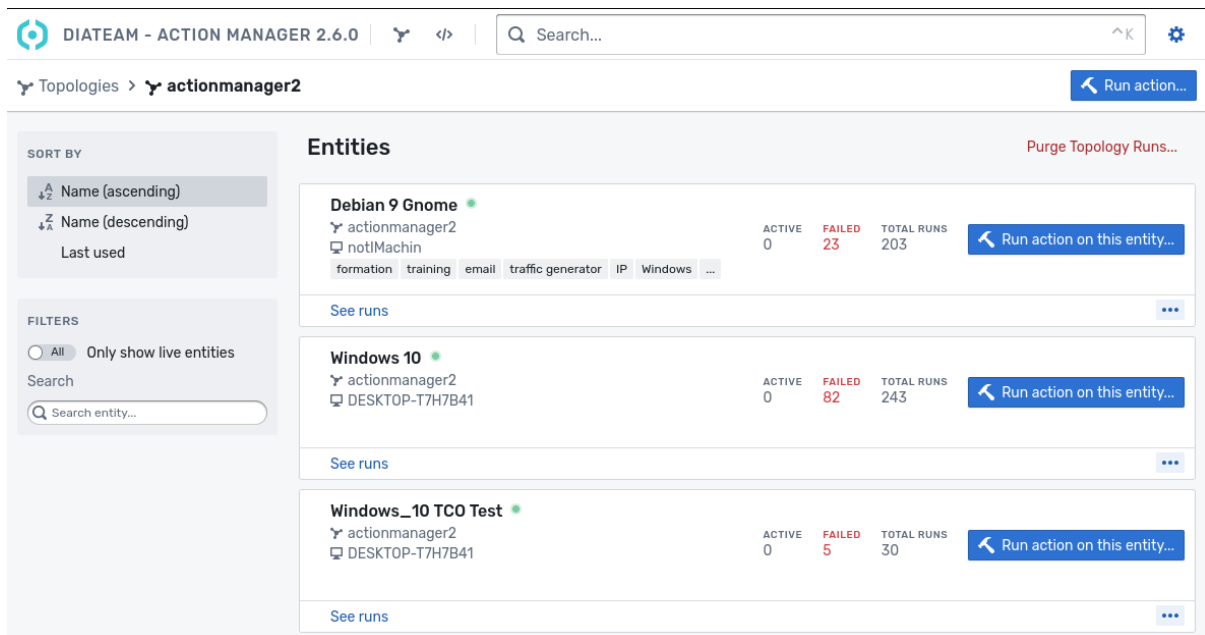 DIATEAM - ACTION MANAGER 2.6.0 </> Search... ^K
Topologies > actionmanager2 Run action...
SORT BY
Name (ascending)
Name (descending)
Last used
FILTERS
All Only show live entities
Search
Search entity...
Entities Purge Topology Runs...
Debian 9 Gnome
actionmanager2
notIMachin
formation training email traffic generator IP Windows ...
ACTIVE FAILED TOTAL RUNS
0 23 203
Run action on this entity...
See runs
Windows 10
actionmanager2
DESKTOP-T7H7B41
ACTIVE FAILED TOTAL RUNS
0 82 243
Run action on this entity...
See runs
Windows_10 TCO Test
actionmanager2
DESKTOP-T7H7B41
ACTIVE FAILED TOTAL RUNS
0 5 30
Run action on this entity...
See runs